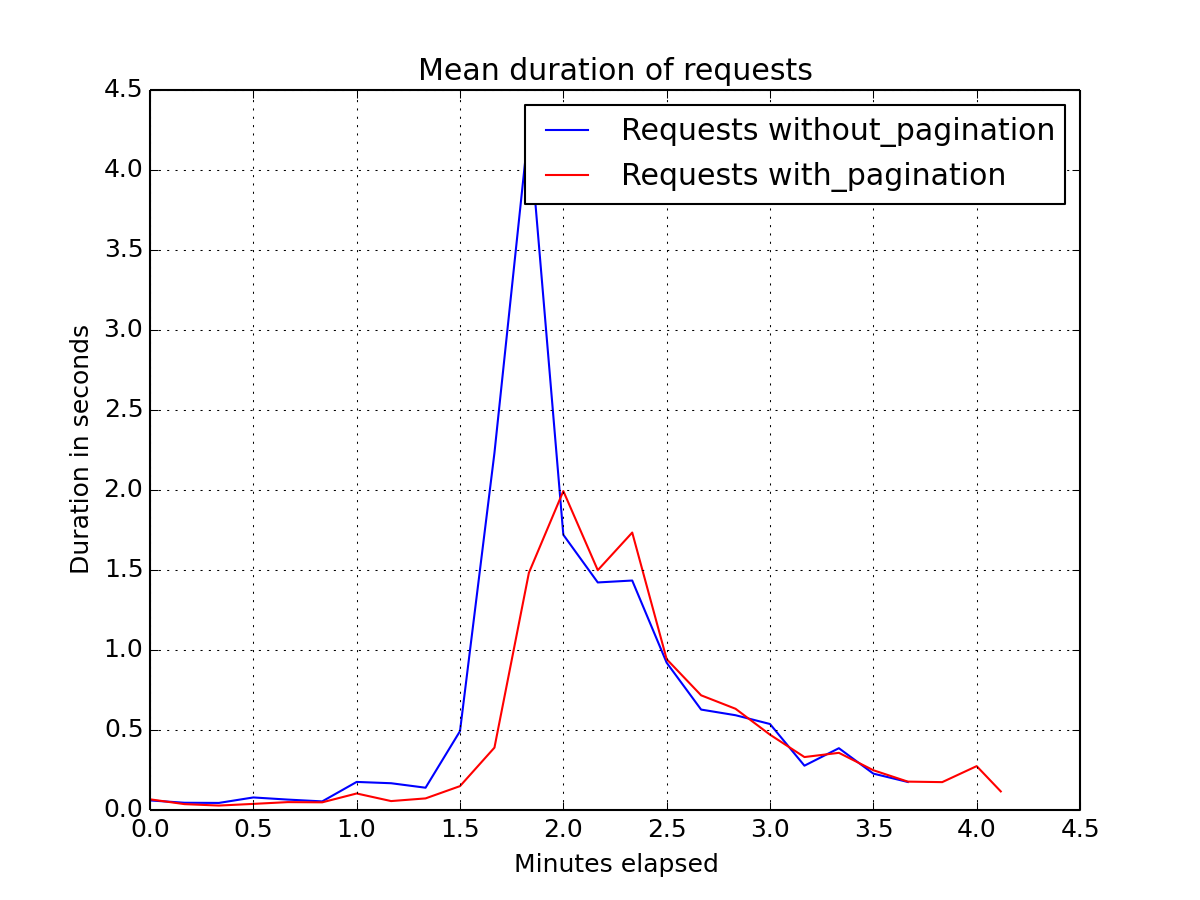 Mean duration of requests
4.5
Requests without_pagination
4.0
Requests with_pagination
3.5
3.0
Duration in seconds
2.5
2.0
1.5
1.0
0.5
0.0
0.0 0.5 1.0 1.5 2.0 2.5 3.0 3.5 4.0 4.5
Minutes elapsed